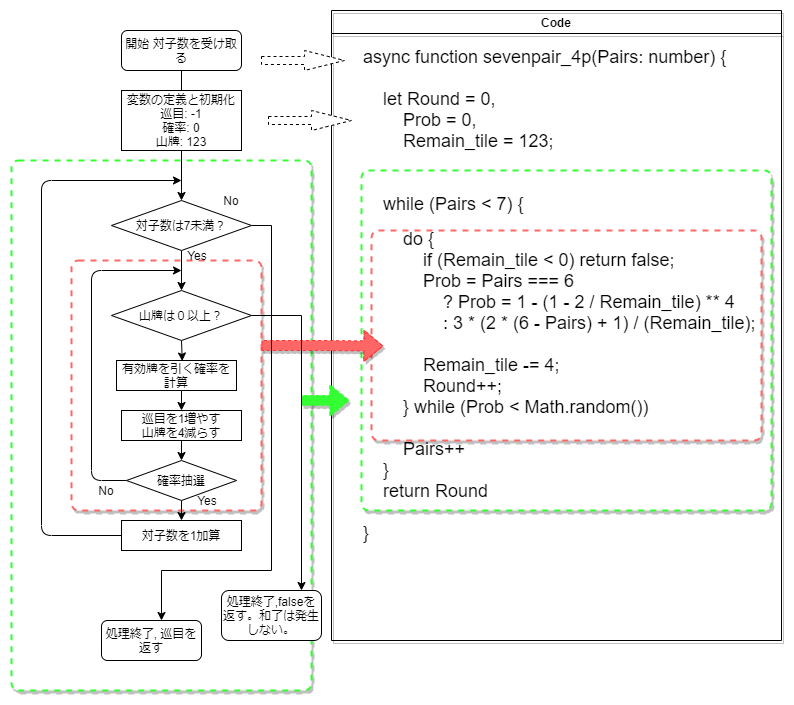 開始 対子数を受け取
る
変数の定義と初期化
巡目: -1
確率: 0
山牌: 123
対子数は7未満？
No
Yes
山牌は０以上？
有効牌を引く確率を
計算
巡目を1増やす
山牌を4減らす
確率抽選
No
Yes
対子数を1加算
処理終了,falseを
返す。和了は発生
しない。
処理終了, 巡目を
返す
Code
async function sevenpair_4p(Pairs: number) {
let Round = 0,
Prob = 0,
Remain_tile = 123;
while (Pairs < 7) {
do {
if (Remain_tile < 0) return false;
Prob = Pairs === 6
? Prob = 1 - (1 - 2 / Remain_tile) ** 4
: 3 * (2 * (6 - Pairs) + 1) / (Remain_tile);
Remain_tile -= 4;
Round++;
} while (Prob < Math.random())
Pairs++
}
return Round
}